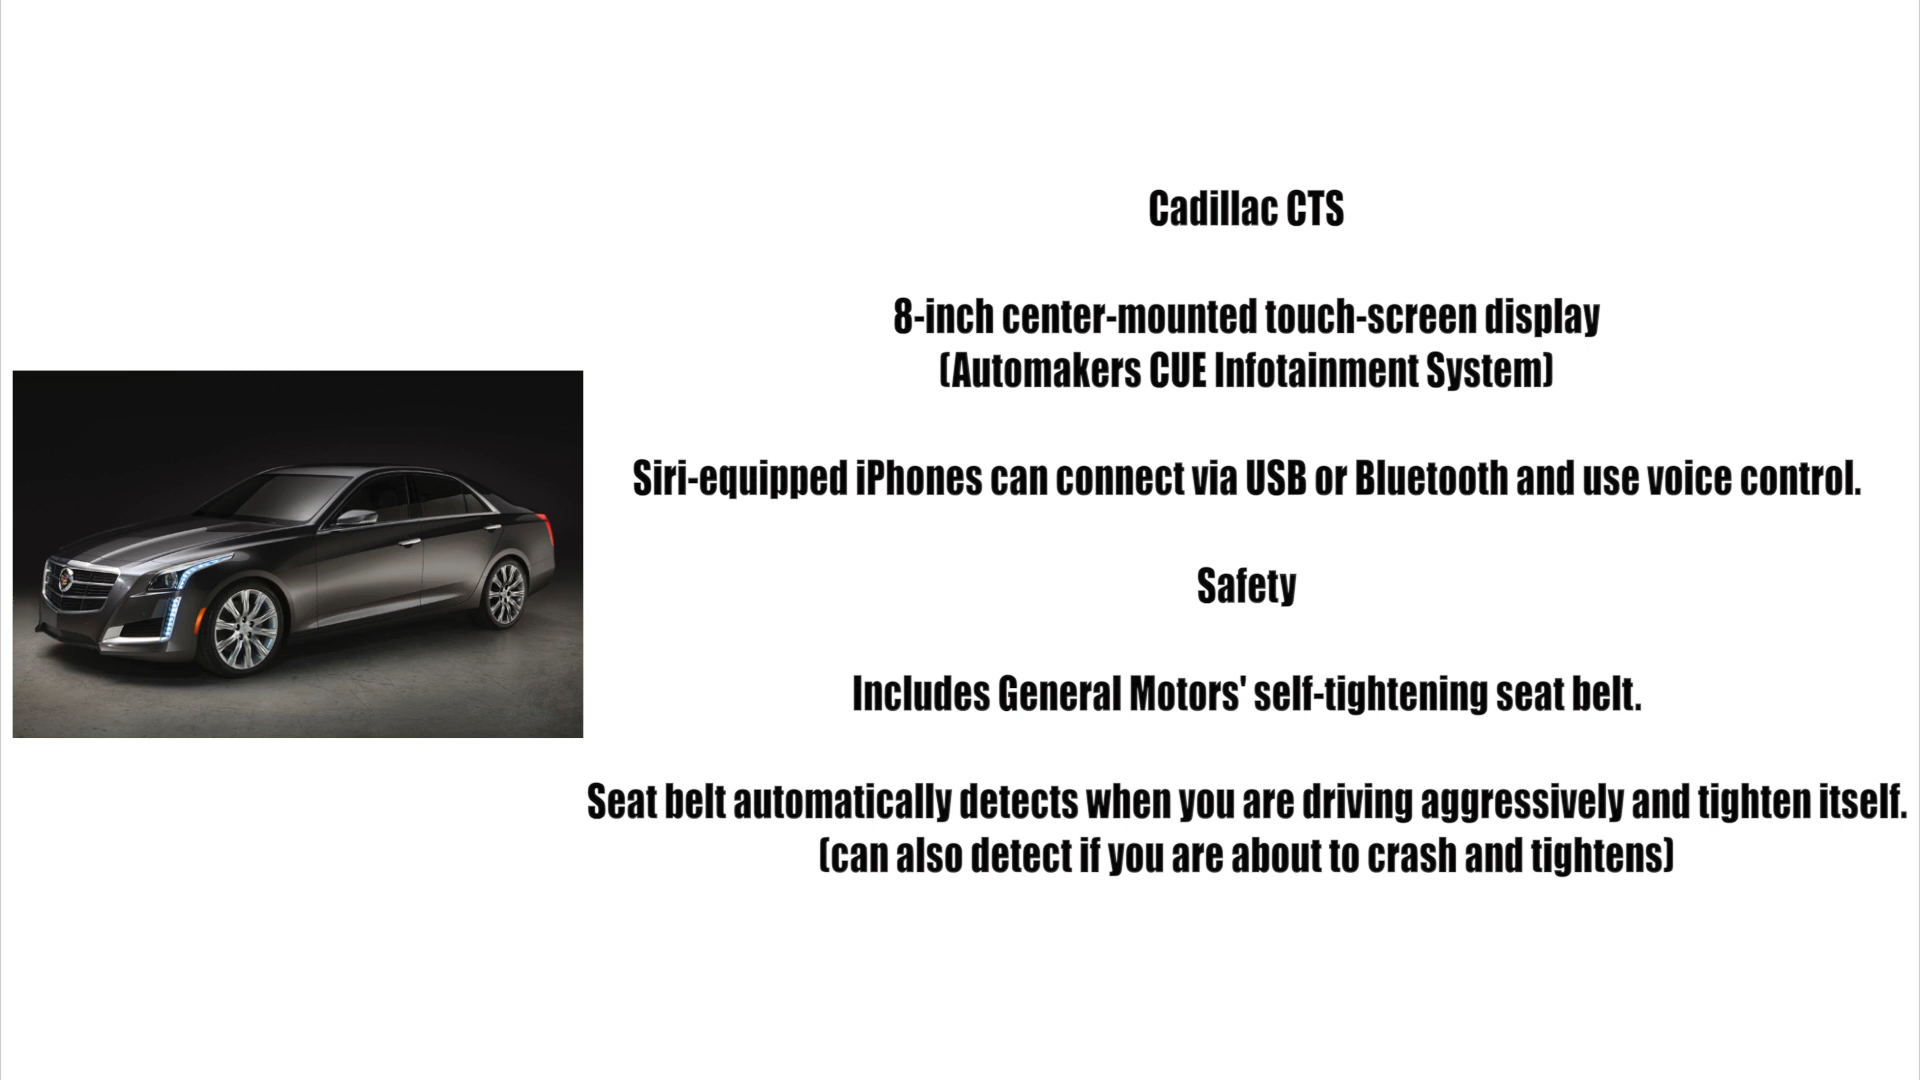 Cadillac CTS
8-inch center-mounted touch-screen display
(Automakers CUE Infotainment System)
Siri-equipped iPhones can connect via USB or Bluetooth and use voice control.
Safety
Includes General Motors' self-tightening seat belt.
Seat belt automatically detects when you are driving aggressively and tighten itself.
(can also detect if you are about to crash and tightens)